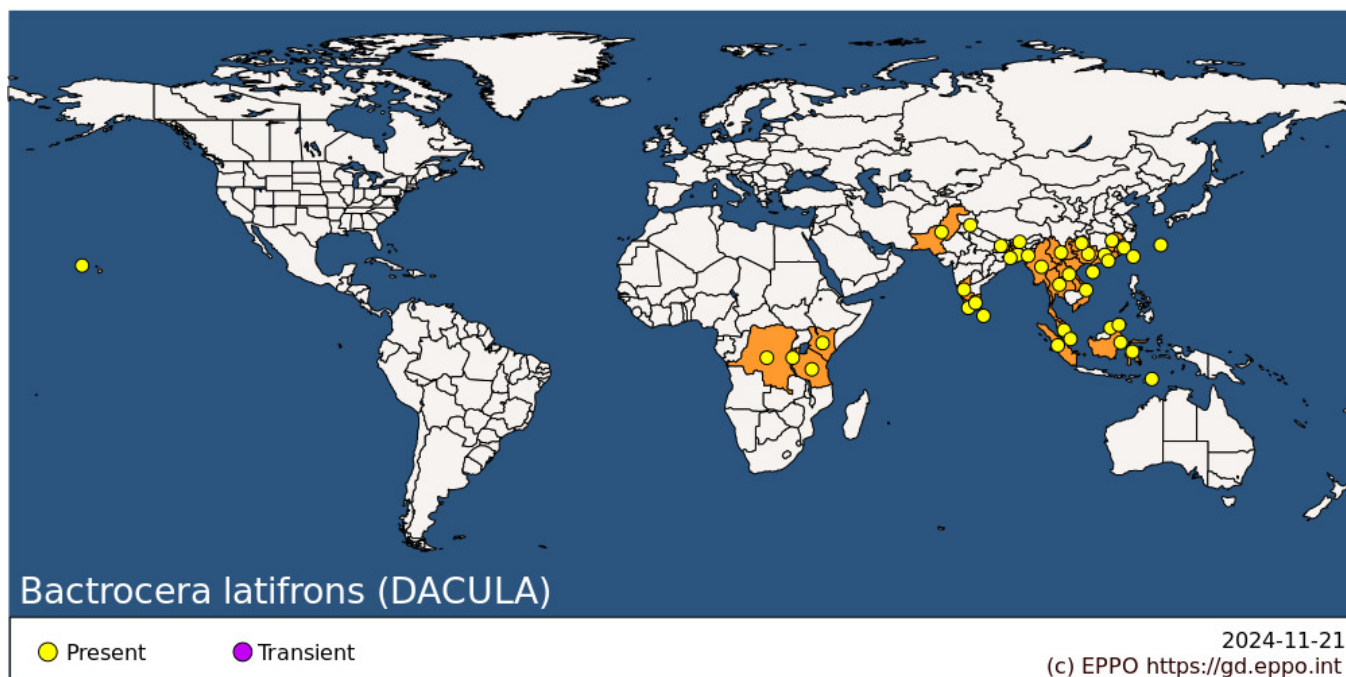 Bactrocera latifrons (DACULA)
Present
Transient
2024-11-21
(c) EPPO https://gd.eppo.int